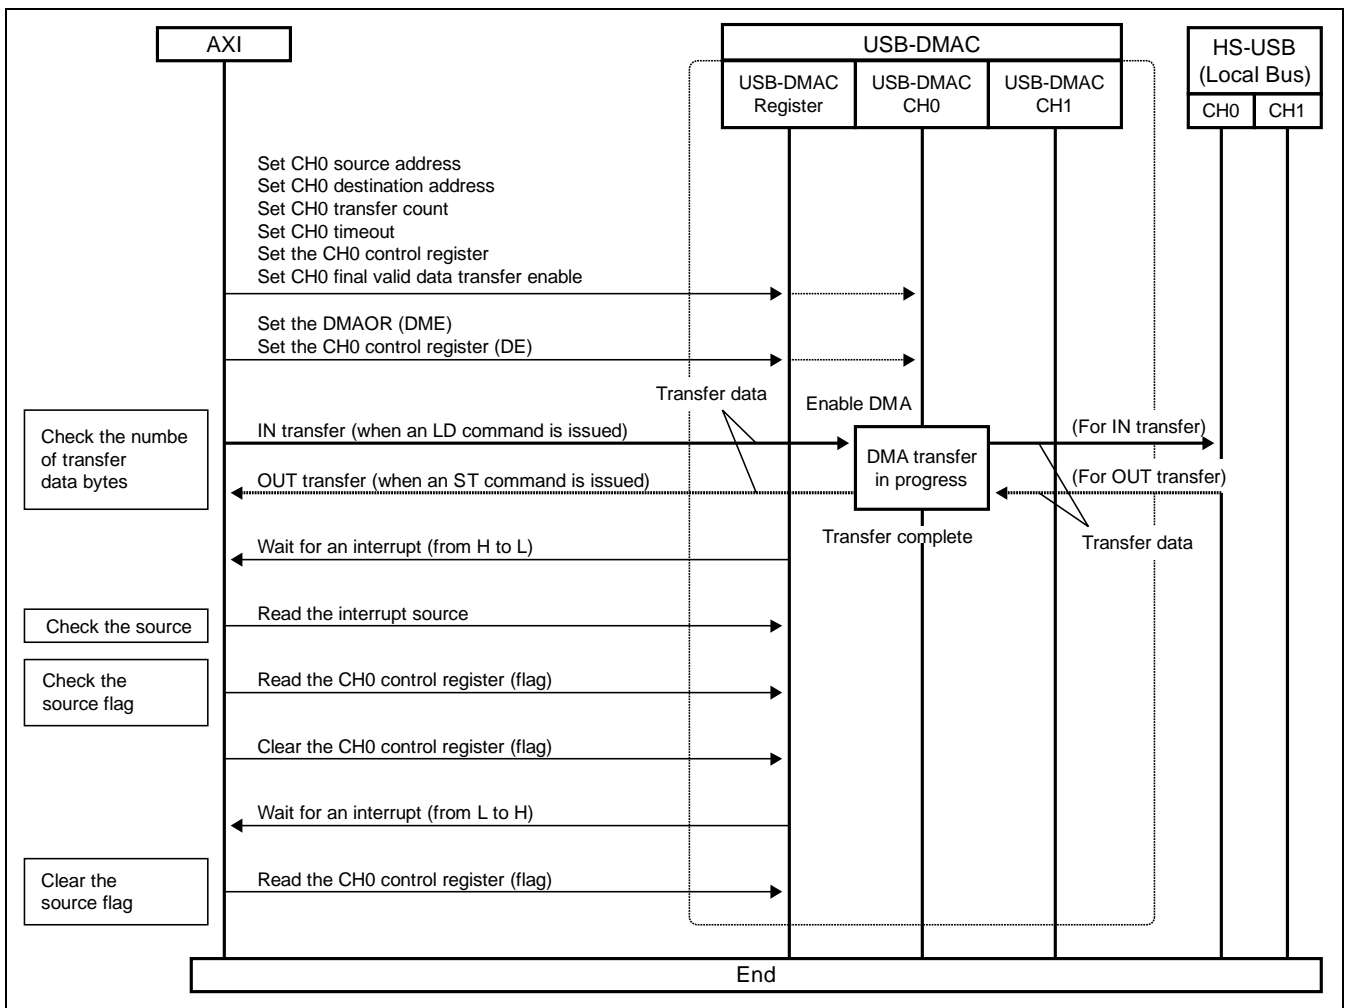 AXI
USB-DMAC
HS-USB
(Local Bus)
USB-DMAC
Register
USB-DMAC
CH0
USB-DMAC
CH1
CH0
CH1
Set CH0 source address
Set CH0 destination address
Set CH0 transfer count
Set CH0 timeout
Set the CH0 control register
Set CH0 final valid data transfer enable
Set the DMAOR (DME)
Set the CH0 control register (DE)
Transfer data
Enable DMA
Check the numbe
of transfer
data bytes
IN transfer (when an LD command is issued)
(For IN transfer)
DMA transfer
in progress
OUT transfer (when an ST command is issued)
(For OUT transfer)
Transfer complete
Transfer data
Wait for an interrupt (from H to L)
Check the source
Read the interrupt source
Check the
source flag
Read the CH0 control register (flag)
Clear the CH0 control register (flag)
Wait for an interrupt (from L to H)
Clear the
source flag
Read the CH0 control register (flag)
End